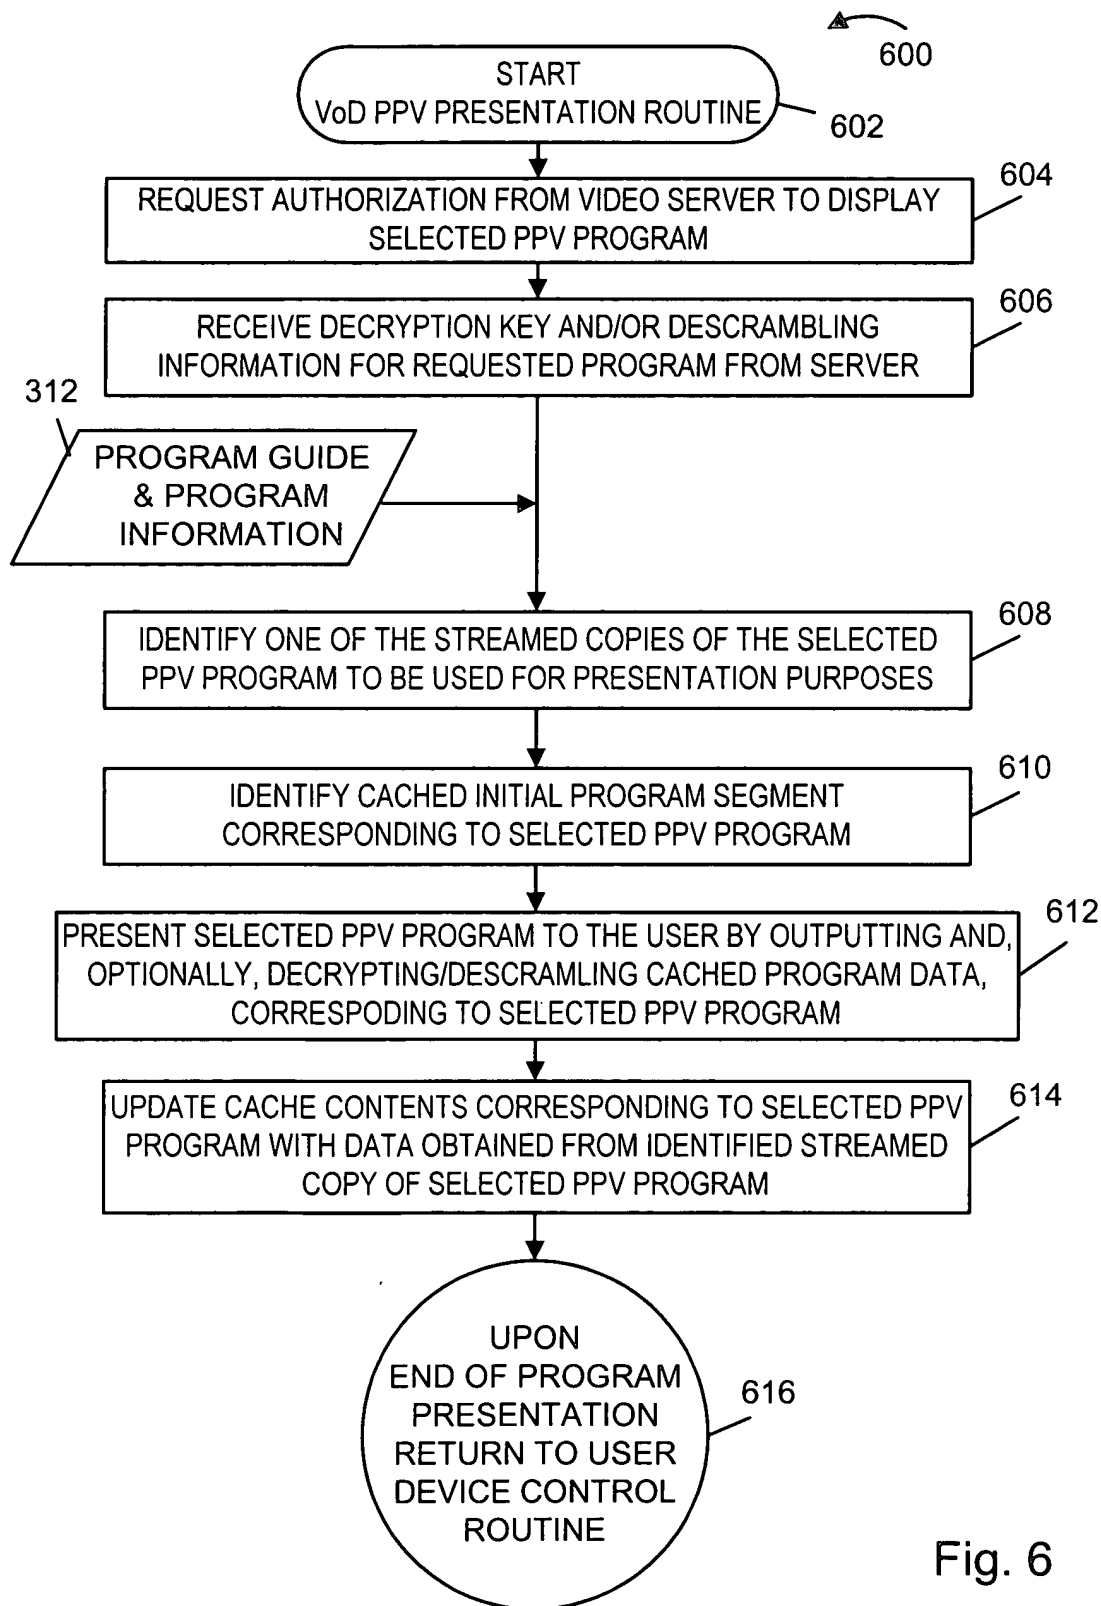 600
START
VoD PPV PRESENTATION ROUTINE
602
604
REQUEST AUTHORIZATION FROM VIDEO SERVER TO DISPLAY
SELECTED PPV PROGRAM
606
RECEIVE DECRYPTION KEY AND/OR DESCRAMBLING
INFORMATION FOR REQUESTED PROGRAM FROM SERVER
312
PROGRAM GUIDE
& PROGRAM
INFORMATION
608
IDENTIFY ONE OF THE STREAMED COPIES OF THE SELECTED
PPV PROGRAM TO BE USED FOR PRESENTATION PURPOSES
610
IDENTIFY CACHED INITIAL PROGRAM SEGMENT
CORRESPONDING TO SELECTED PPV PROGRAM
612
PRESENT SELECTED PPV PROGRAM TO THE USER BY OUTPUTTING AND,
OPTIONALLY, DECRYPTING/DESCRAMLING CACHED PROGRAM DATA,
CORRESPODING TO SELECTED PPV PROGRAM
614
UPDATE CACHE CONTENTS CORRESPONDING TO SELECTED PPV
PROGRAM WITH DATA OBTAINED FROM IDENTIFIED STREAMED
COPY OF SELECTED PPV PROGRAM
UPON
END OF PROGRAM
PRESENTATION
RETURN TO USER
DEVICE CONTROL
ROUTINE
616
Fig. 6